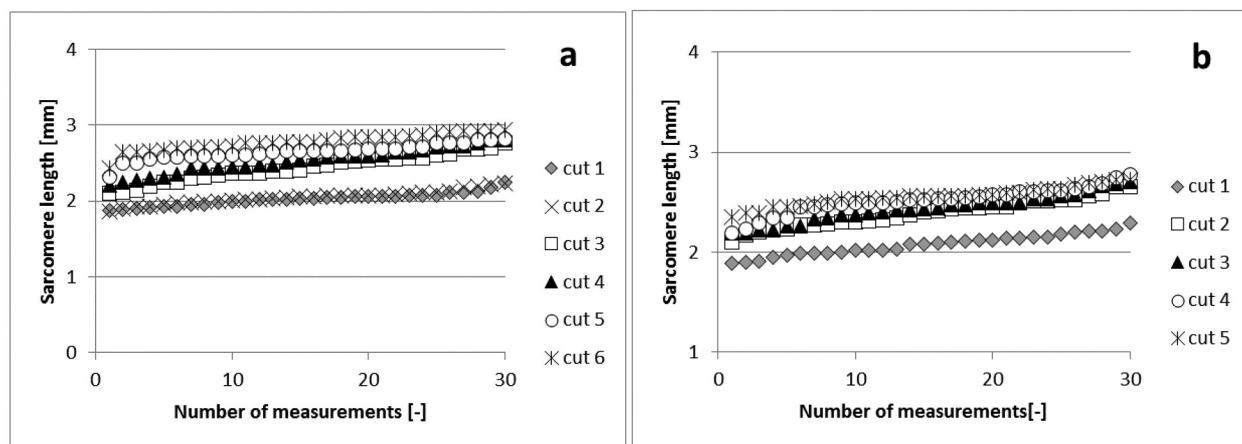 a
4
3
2
1
0
Sarcomere length [mm]
0 10 20 30
Number of measurements [-]
cut 1
cut 2
cut 3
cut 4
cut 5
cut 6
b
4
3
2
1
Sarcomere length [mm]
0 10 20 30
Number of measurements[-]
cut 1
cut 2
cut 3
cut 4
cut 5